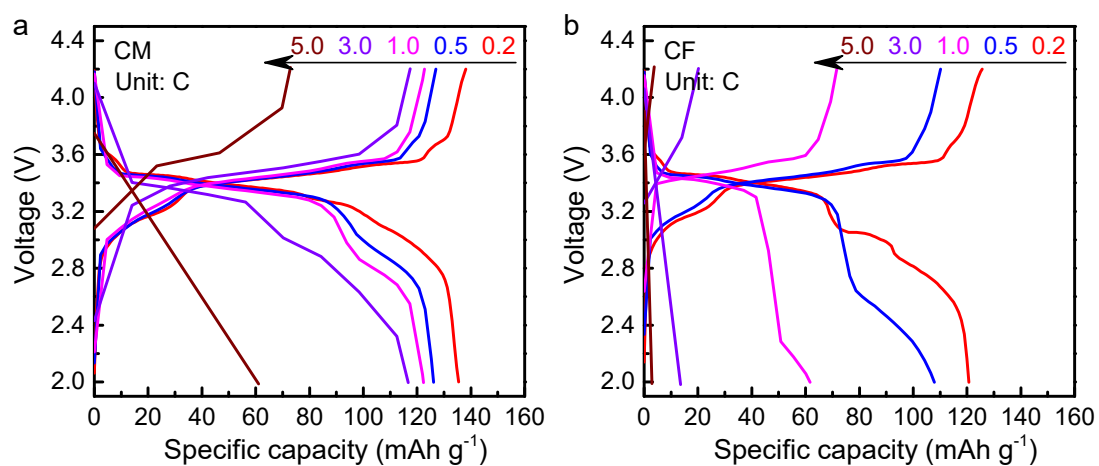 a
CM
Unit: C
5.0 3.0 1.0 0.5 0.2
4.4
4.0
3.6
3.2
2.8
2.4
2.0
Voltage (V)
0 20 40 60 80 100 120 140 160
Specific capacity (mAh g⁻¹)
b
CF
Unit: C
5.0 3.0 1.0 0.5 0.2
4.4
4.0
3.6
3.2
2.8
2.4
2.0
Voltage (V)
0 20 40 60 80 100 120 140 160
Specific capacity (mAh g⁻¹)